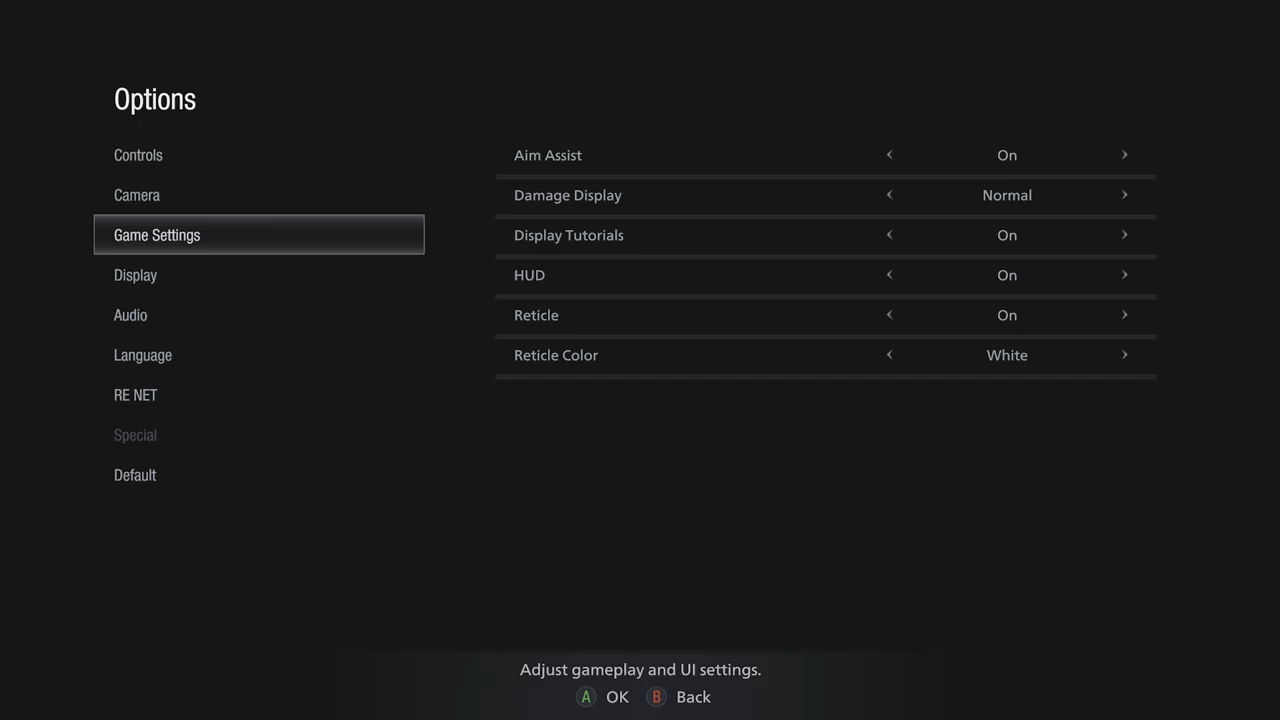 Options
Controls
Camera
Game Settings
Display
Audio
Language
RE NET
Special
Default
Aim Assist On
Damage Display Normal
Display Tutorials On
HUD On
Reticle On
Reticle Color White
Adjust gameplay and UI settings.
A OK B Back